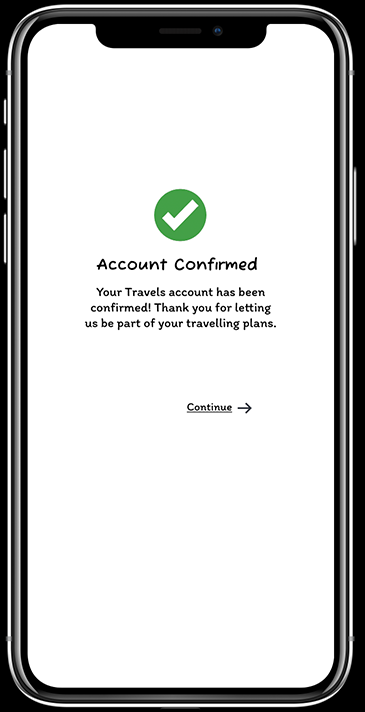 Account Confirmed
Your Travels account has been
confirmed! Thank you for letting
us be part of your travelling plans.
Continue